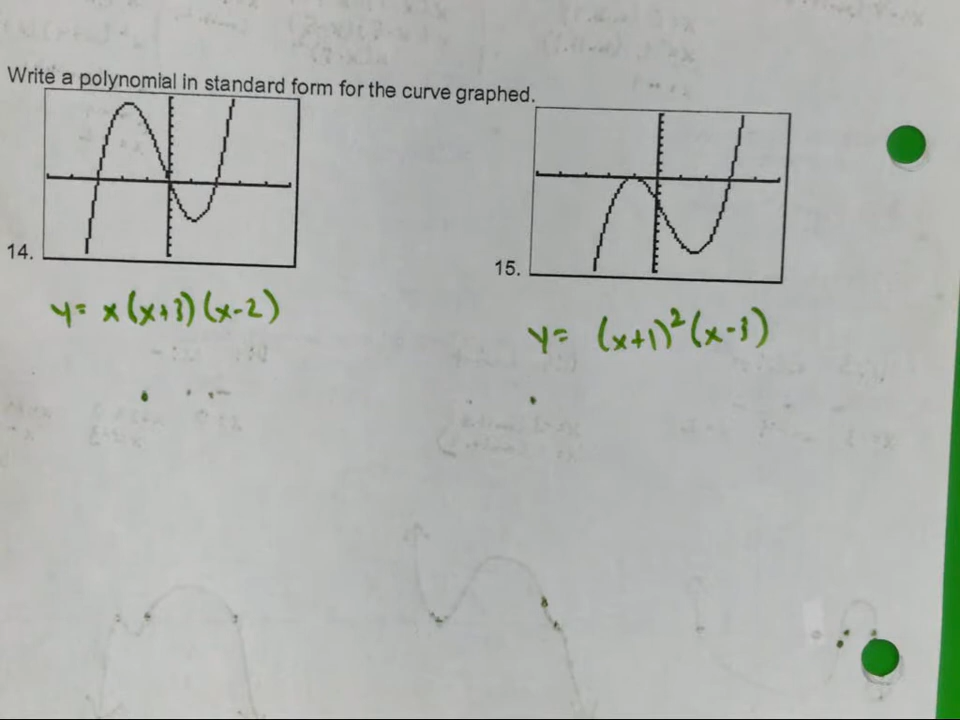 Write a polynomial in standard form for the curve graphed.
14.
15.
y= x(x+3)(x-2)
y= (x+1)²(x-3)